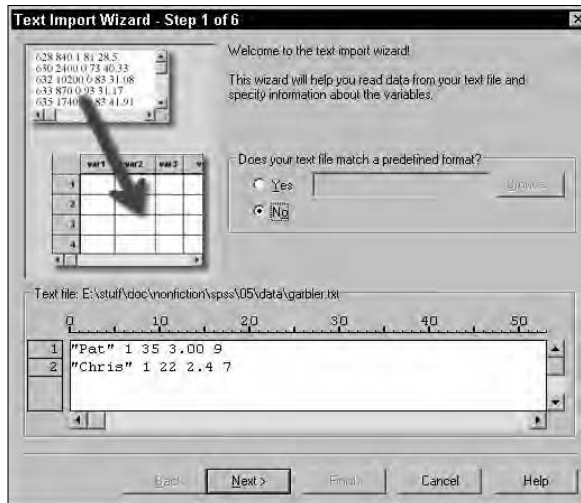 Text Import Wizard - Step 1 of 6
628 840 1 81 28.5
630 2400 0 73 40.33
632 10200 0 83 31.08
633 870 0 93 31.17
635 1740 83 41.91
var1 var2 var3 v
1
2
3
4
Welcome to the text import wizard!
This wizard will help you read data from your text file and
specify information about the variables.
Does your text file match a predefined format?
Yes
Browse
No
Text file: E:\stuff\doc\nonfiction\spss\05\data\garbler.txt
0 10 20 30 40 50
1 "Pat" 1 35 3.00 9
2 "Chris" 1 22 2.4 7
Back Next > Finish Cancel Help